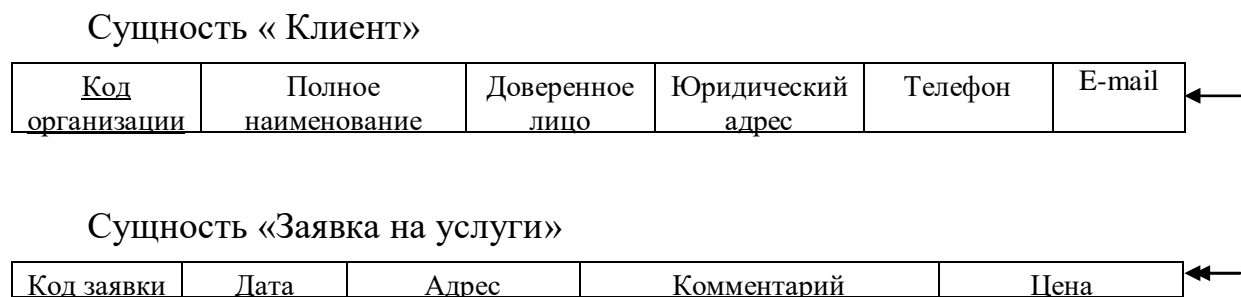 Сущность « Клиент»
Код организации Полное наименование Доверенное лицо Юридический адрес Телефон E-mail
Сущность «Заявка на услуги»
Код заявки Дата Адрес Комментарий Цена